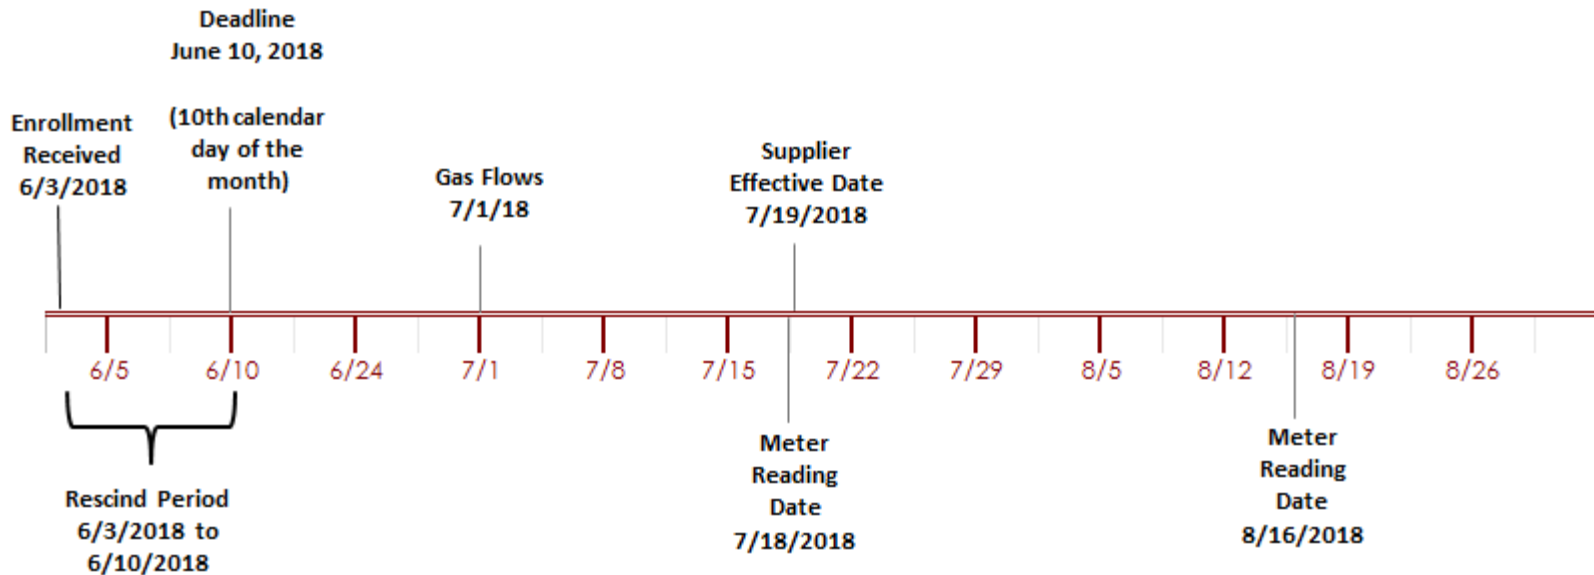 Deadline
June 10, 2018
(10th calendar
day of the
month)
Enrollment
Received
6/3/2018
Gas Flows
7/1/18
Supplier
Effective Date
7/19/2018
6/5
6/10
6/24
7/1
7/8
7/15
7/22
7/29
8/5
8/12
8/19
8/26
Rescind Period
6/3/2018 to
6/10/2018
Meter
Reading
Date
7/18/2018
Meter
Reading
Date
8/16/2018